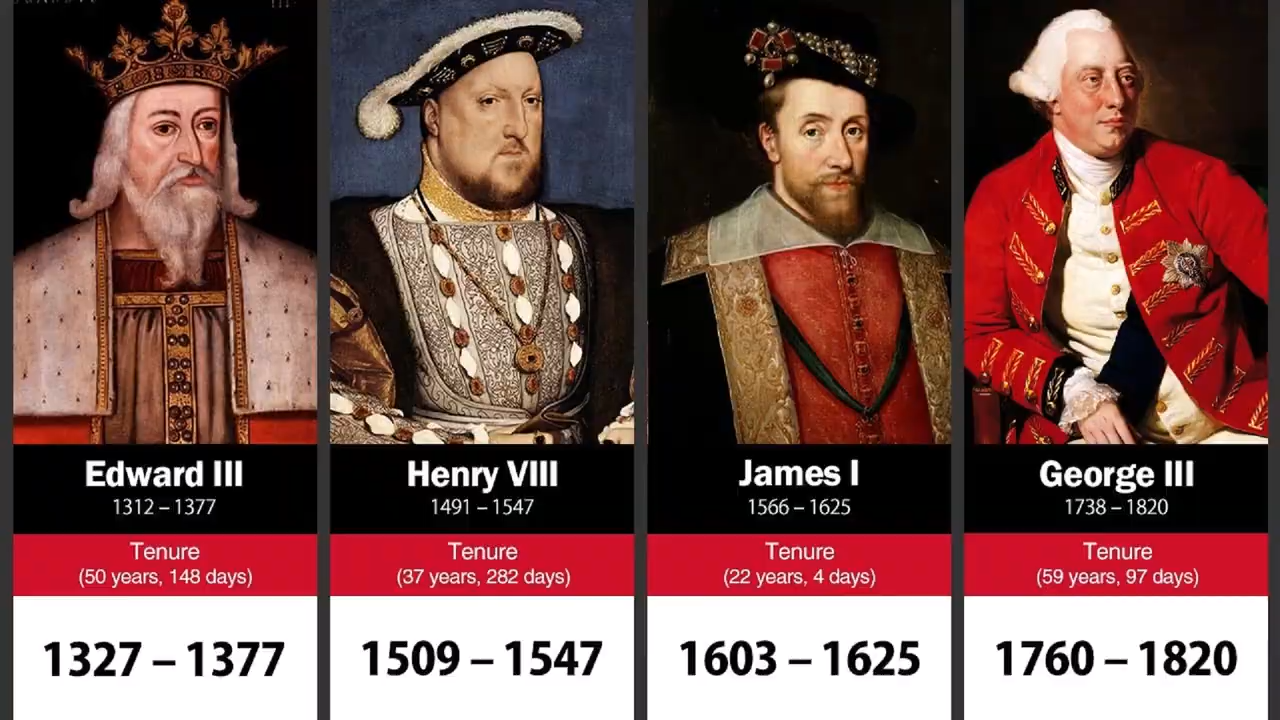 Edward III
1312 – 1377
Tenure
(50 years, 148 days)
1327 – 1377
Henry VIII
1491 – 1547
Tenure
(37 years, 282 days)
1509 – 1547
James I
1566 – 1625
Tenure
(22 years, 4 days)
1603 – 1625
George III
1738 – 1820
Tenure
(59 years, 97 days)
1760 – 1820